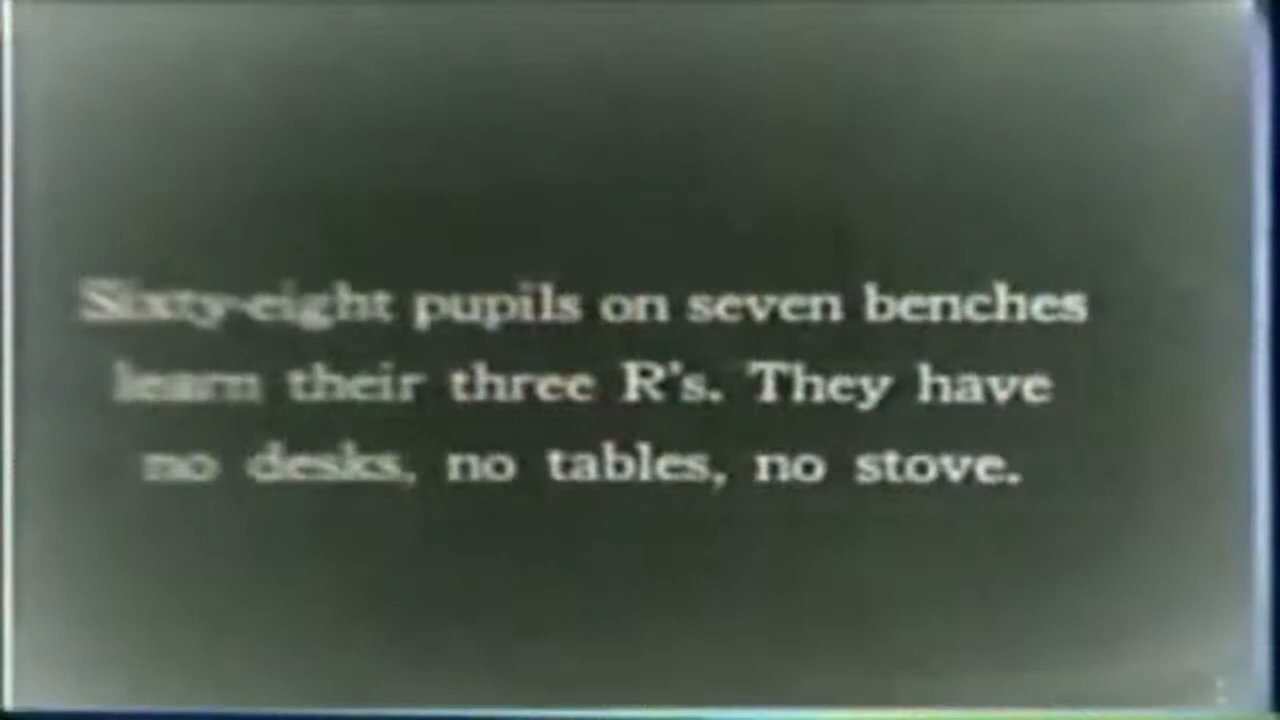 Sixty-eight pupils on seven benches
learn their three R's. They have
no desks, no tables, no stove.